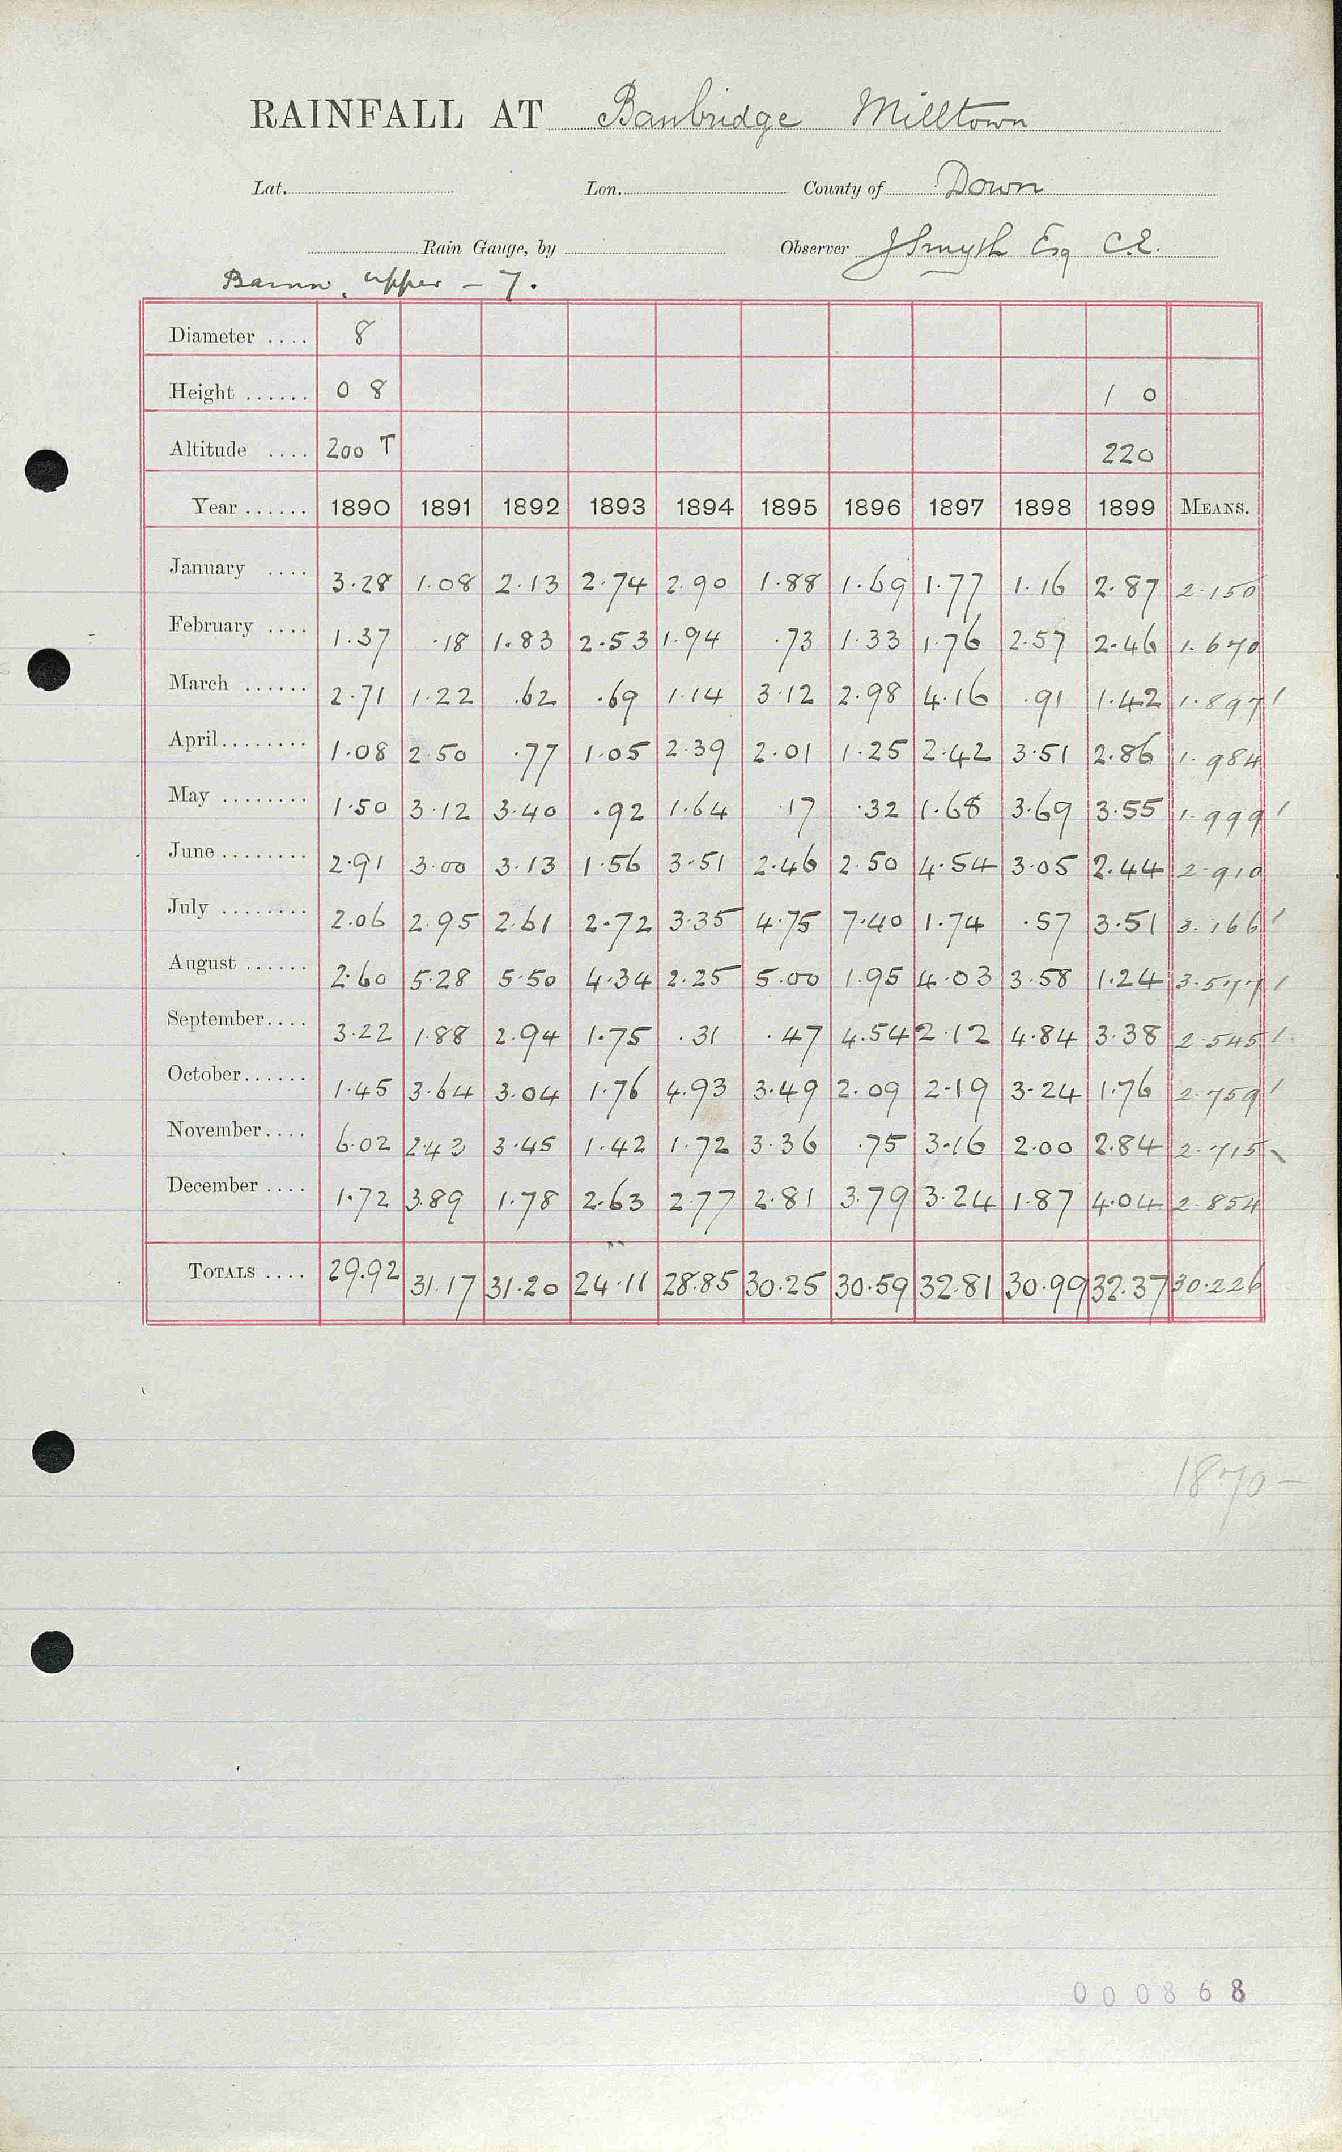 RAINFALL AT Banbridge Milltown
Lat. Lon. County of Down
Rain Gauge, by Observer J Smyth Esq C.E.
Bann, Upper - 7.
Diameter .... 8
Height ...... 0 8 1 0
Altitude .... 200 T 220
Year ...... 1890 1891 1892 1893 1894 1895 1896 1897 1898 1899 MEANS.
January .... 3.28 1.08 2.13 2.74 2.90 1.88 1.69 1.77 1.16 2.87 2.150
February .... 1.37 .18 1.83 2.53 1.94 .73 1.33 1.76 2.57 2.46 1.670
March ...... 2.71 1.22 .62 .69 1.14 3.12 2.98 4.16 .91 1.42 1.897'
April........ 1.08 2.50 .77 1.05 2.39 2.01 1.25 2.42 3.51 2.86 1.984
May ........ 1.50 3.12 3.40 .92 1.64 .17 .32 1.68 3.69 3.55 1.999'
June ........ 2.91 3.00 3.13 1.56 3.51 2.46 2.50 4.54 3.05 2.44 2.910
July ........ 2.06 2.95 2.61 2.72 3.35 4.75 7.40 1.74 .57 3.51 3.166'
August ...... 2.60 5.28 5.50 4.34 2.25 5.00 1.95 4.03 3.58 1.24 3.577'
September.... 3.22 1.88 2.94 1.75 .31 .47 4.54 2.12 4.84 3.38 2.545'
October...... 1.45 3.64 3.04 1.76 4.93 3.49 2.09 2.19 3.24 1.76 2.759'
November.... 6.02 2.43 3.45 1.42 1.72 3.36 .75 3.16 2.00 2.84 2.715
December .... 1.72 3.89 1.78 2.63 2.77 2.81 3.79 3.24 1.87 4.04 2.854
TOTALS .... 29.92 31.17 31.20 24.11 28.85 30.25 30.59 32.81 30.99 32.37 30.226
1870-
000868